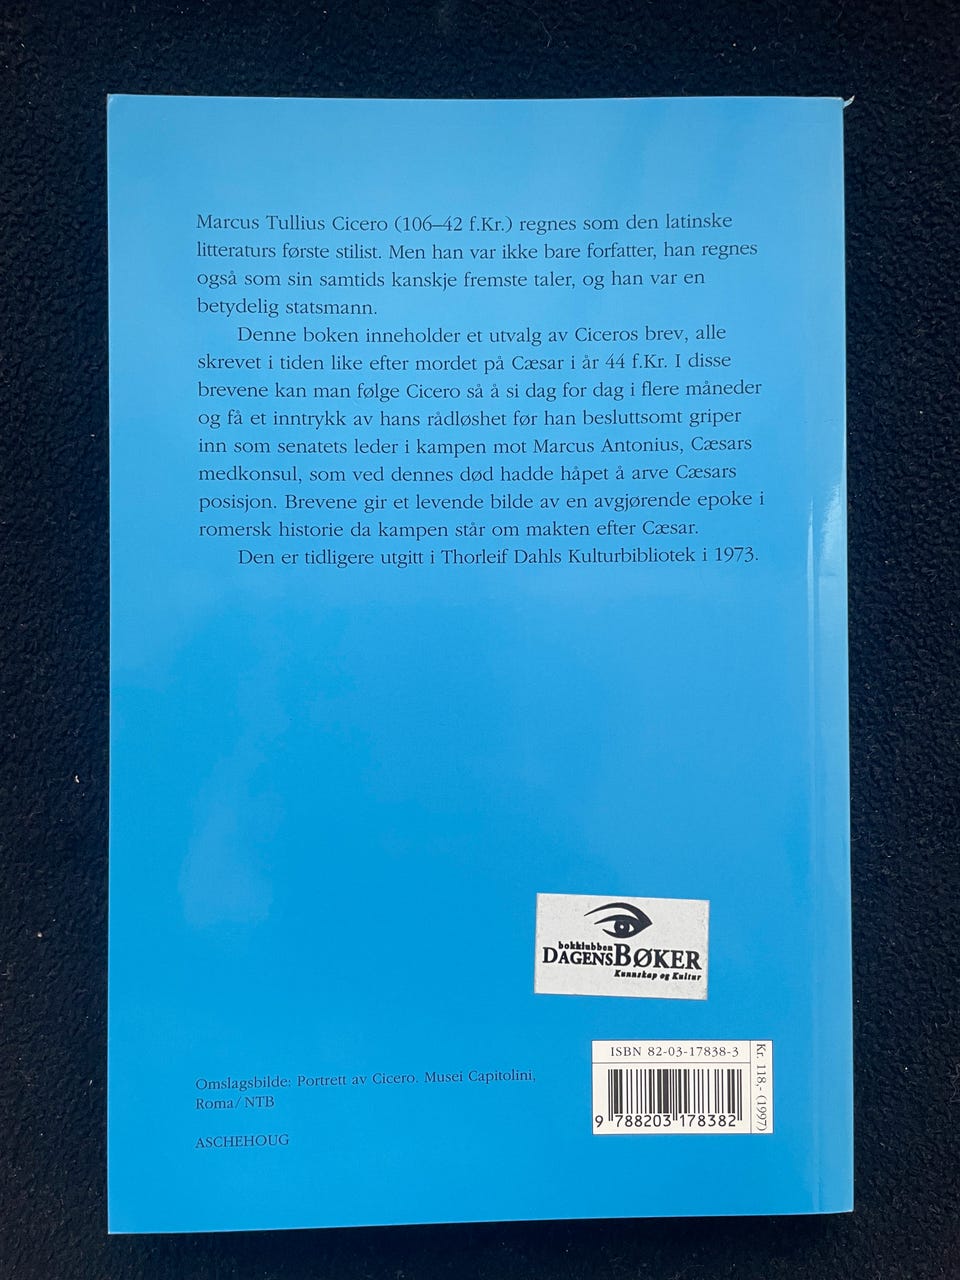 Marcus Tullius Cicero (106–42 f.Kr.) regnes som den latinske
litteraturs første stilist. Men han var ikke bare forfatter, han regnes
også som sin samtids kanskje fremste taler, og han var en
betydelig statsmann.
Denne boken inneholder et utvalg av Ciceros brev, alle
skrevet i tiden like efter mordet på Cæsar i år 44 f.Kr. I disse
brevene kan man følge Cicero så å si dag for dag i flere måneder
og få et inntrykk av hans rådløshet før han besluttsomt griper
inn som senatets leder i kampen mot Marcus Antonius, Cæsars
medkonsul, som ved dennes død hadde håpet å arve Cæsars
posisjon. Brevene gir et levende bilde av en avgjørende epoke i
romersk historie da kampen står om makten efter Cæsar.
Den er tidligere utgitt i Thorleif Dahls Kulturbibliotek i 1973.
bokklubben
DAGENSBØKER
Kunnskap og Kultur
ISBN 82-03-17838-3
Kr. 118,- (1997)
9 788203 178382
Omslagsbilde: Portrett av Cicero. Musei Capitolini,
Roma/NTB
ASCHEHOUG